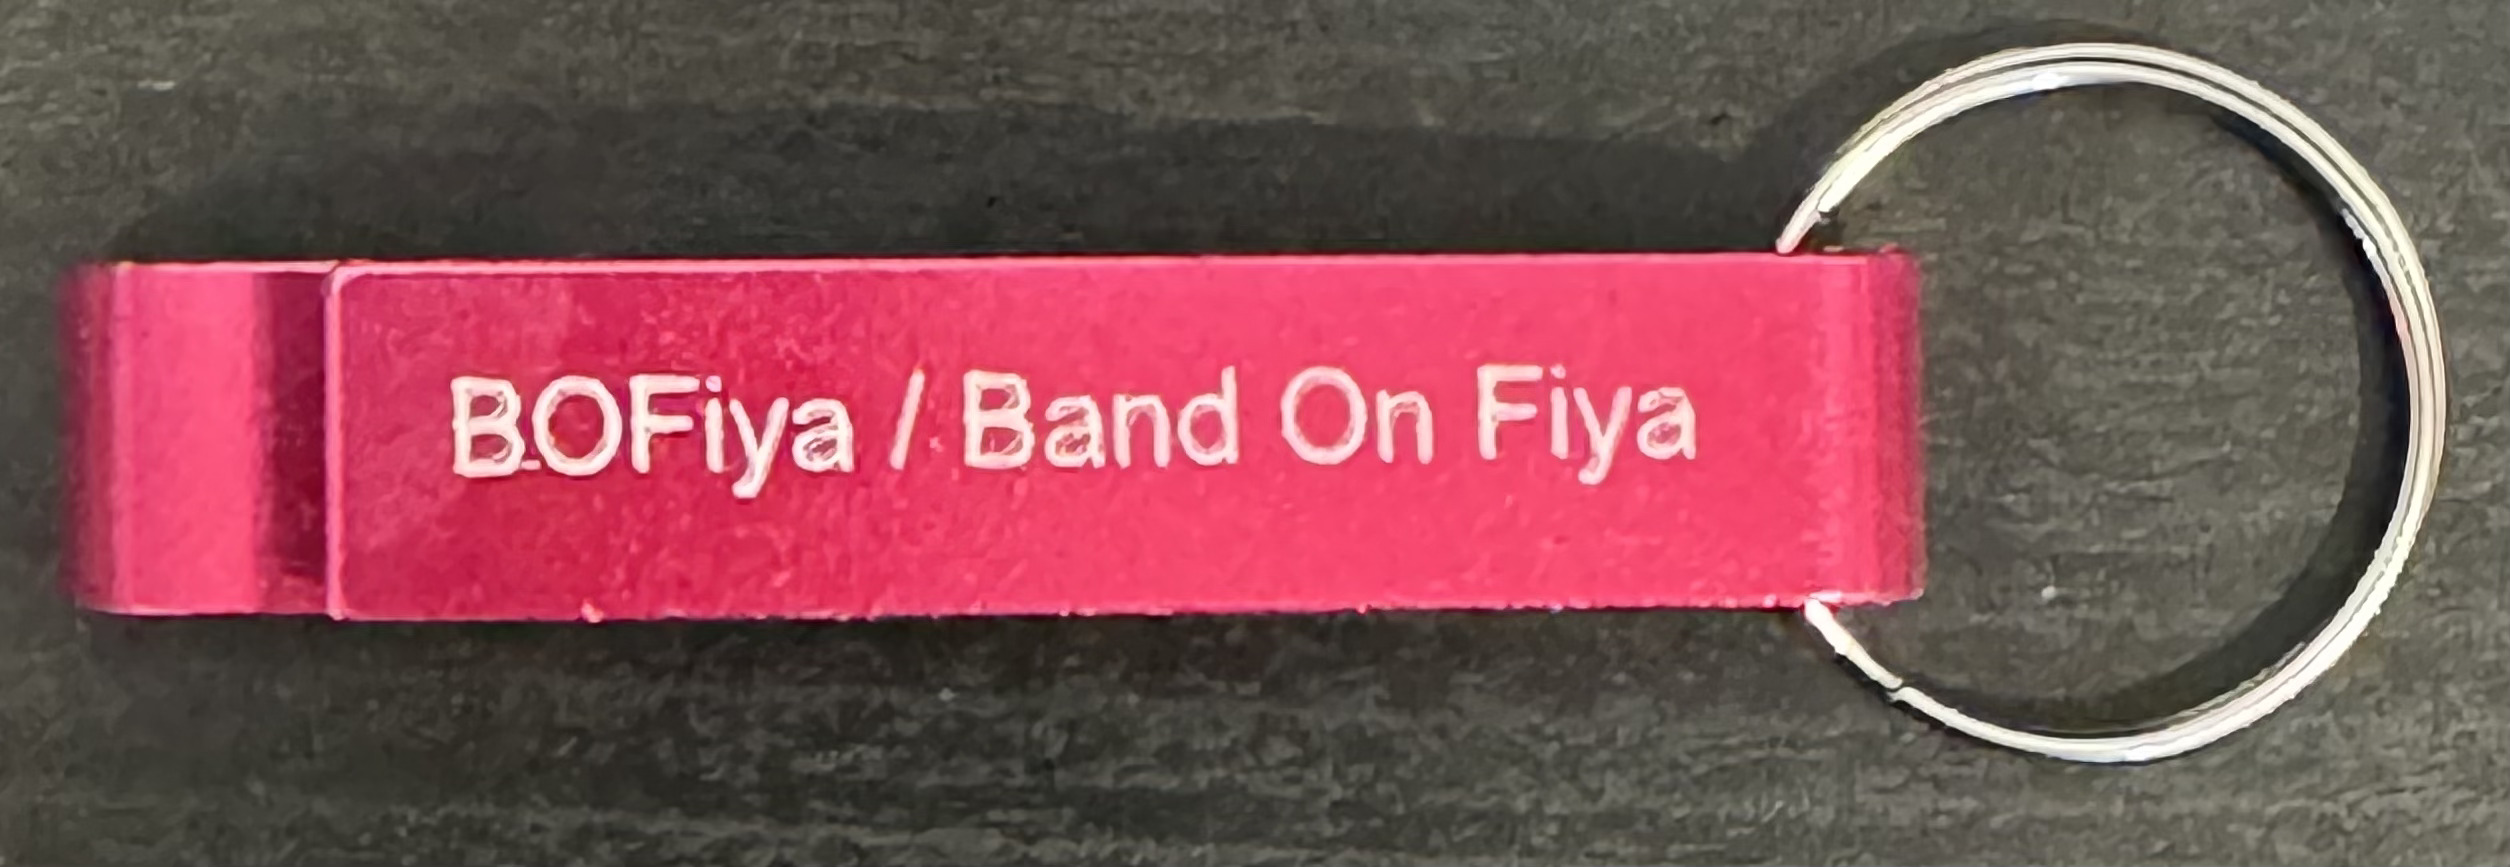 BOFiya / Band On Fiya